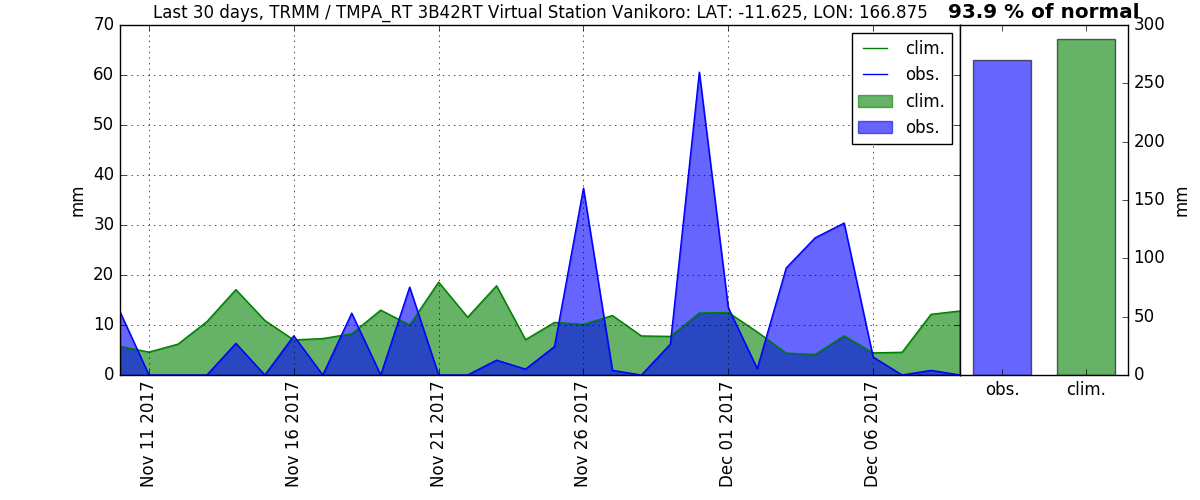 Last 30 days, TRMM / TMPA_RT 3B42RT Virtual Station Vanikoro: LAT: -11.625, LON: 166.875
93.9 % of normal
mm
70
60
50
40
30
20
10
0
clim.
obs.
clim.
obs.
Nov 11 2017
Nov 16 2017
Nov 21 2017
Nov 26 2017
Dec 01 2017
Dec 06 2017
300
250
200
150
100
50
0
mm
obs.
clim.